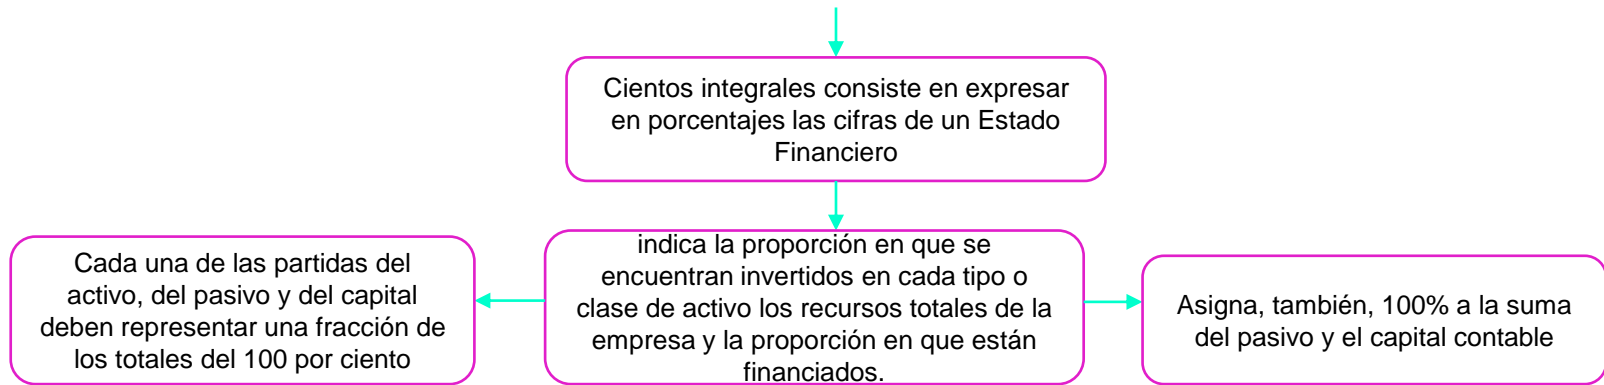 Cientos integrales consiste en expresar
en porcentajes las cifras de un Estado
Financiero
Cada una de las partidas del
activo, del pasivo y del capital
deben representar una fracción de
los totales del 100 por ciento
indica la proporción en que se
encuentran invertidos en cada tipo o
clase de activo los recursos totales de la
empresa y la proporción en que están
financiados.
Asigna, también, 100% a la suma
del pasivo y el capital contable